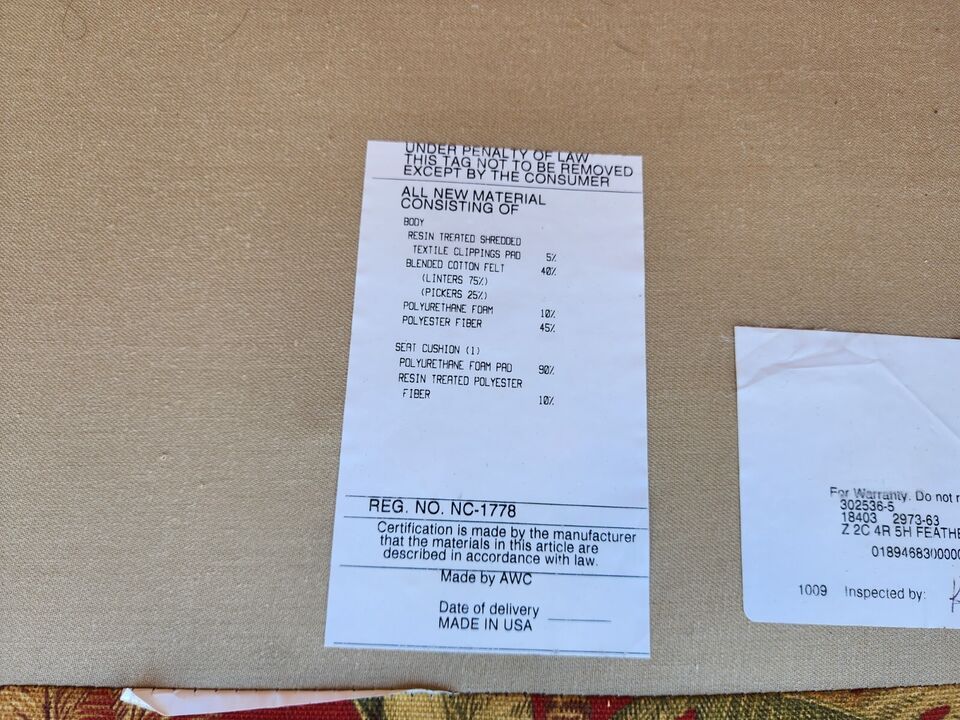 UNDER PENALTY OF LAW
THIS TAG NOT TO BE REMOVED
EXCEPT BY THE CONSUMER
ALL NEW MATERIAL
CONSISTING OF
BODY
RESIN TREATED SHREDDED
TEXTILE CLIPPINGS PAD 5%
BLENDED COTTON FELT 40%
(LINTERS 75%)
(PICKERS 25%)
POLYURETHANE FOAM 10%
POLYESTER FIBER 45%
SEAT CUSHION (1)
POLYURETHANE FOAM PAD 90%
RESIN TREATED POLYESTER
FIBER 10%
REG. NO. NC-1778
Certification is made by the manufacturer
that the materials in this article are
described in accordance with law.
Made by AWC
Date of delivery
MADE IN USA
For Warranty. Do not
302536-5
18403 2973-63
Z 2C 4R 5H FEATHE
1009 Inspected by: